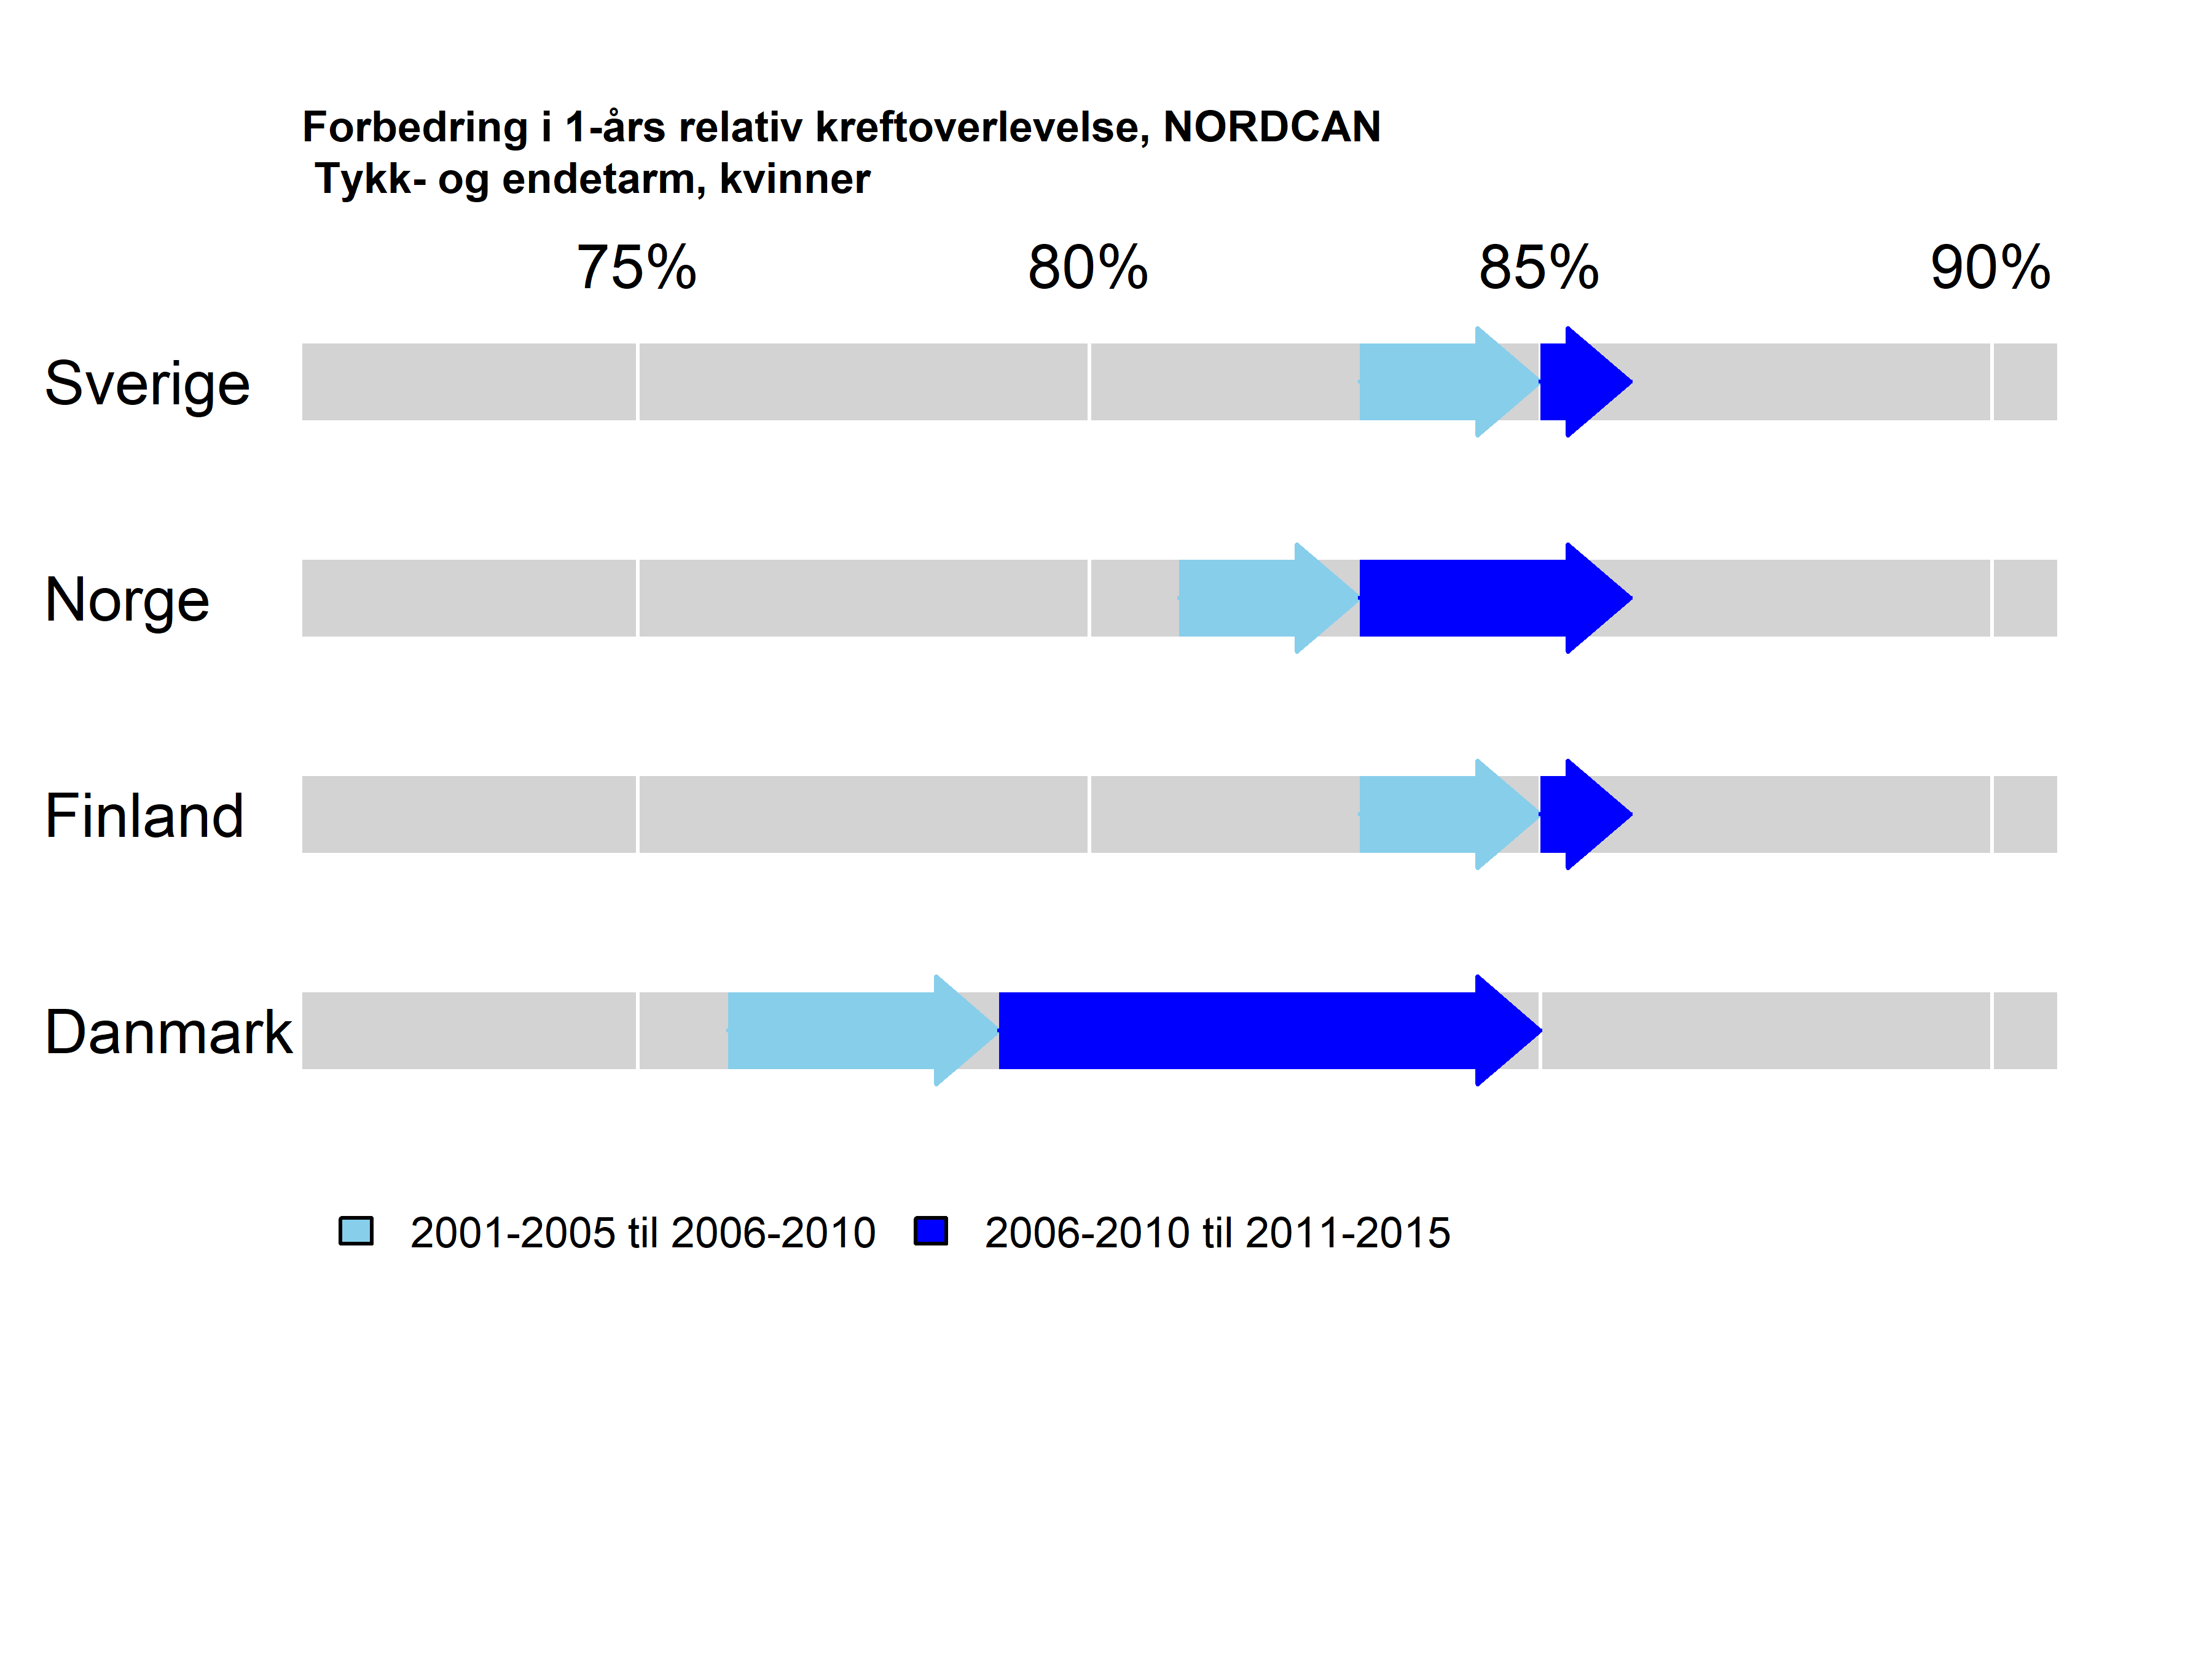 Forbedring i 1-års relativ kreftoverlevelse, NORDCAN
Tykk- og endetarm, kvinner
75% 80% 85% 90%
Sverige
Norge
Finland
Danmark
2001-2005 til 2006-2010 2006-2010 til 2011-2015